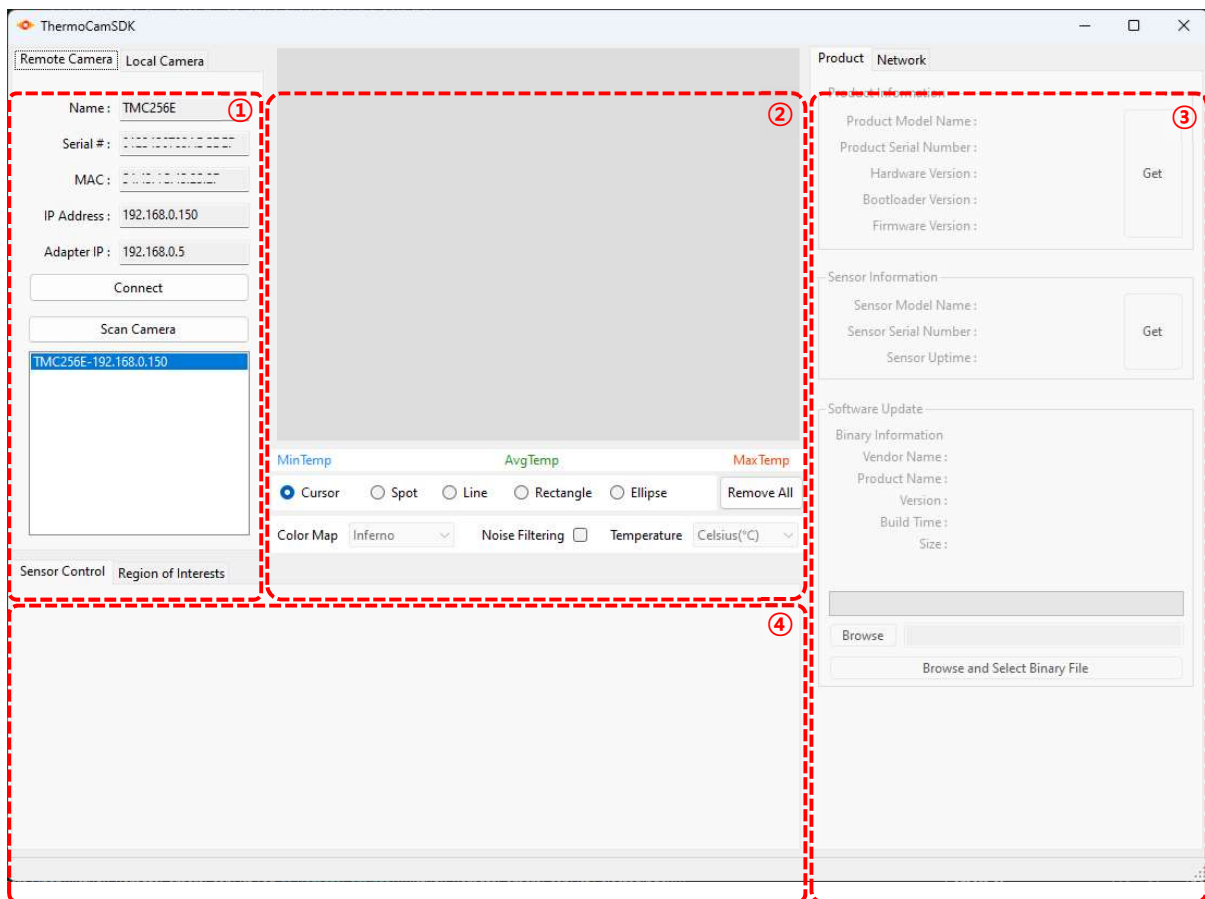 ThermoCamSDK
Remote Camera Local Camera
①
Name : TMC256E
Serial # :
MAC :
IP Address : 192.168.0.150
Adapter IP : 192.168.0.5
Connect
Scan Camera
TMC256E-192.168.0.150
②
MinTemp AvgTemp MaxTemp
Cursor Spot Line Rectangle Ellipse Remove All
Color Map Inferno Noise Filtering Temperature Celsius(°C)
Product Network
③
Product Information
Product Model Name :
Product Serial Number :
Hardware Version :
Bootloader Version :
Firmware Version :
Get
Sensor Information
Sensor Model Name :
Sensor Serial Number :
Sensor Uptime :
Get
Software Update
Binary Information
Vendor Name :
Product Name :
Version :
Build Time :
Size :
Browse
Browse and Select Binary File
Sensor Control Region of Interests
④